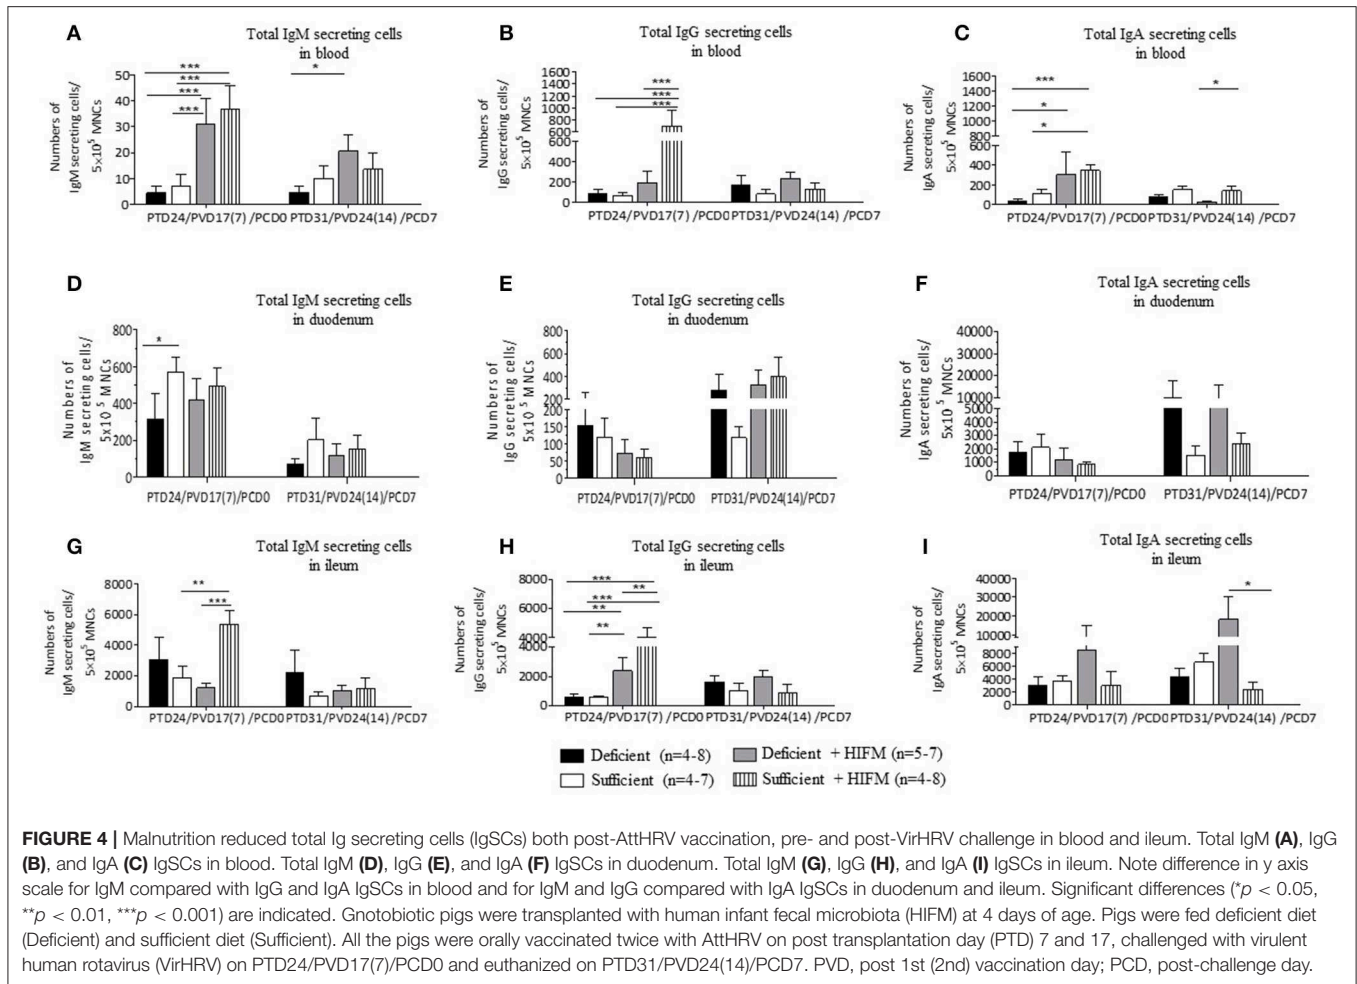 A
Total IgM secreting cells
in blood
Numbers of
IgM secreting cells/
5×10⁵ MNCs
50
40
30
20
10
0
***
***
***
***
*
PTD24/PVD17(7) /PCD0 PTD31/PVD24(14) /PCD7
B
Total IgG secreting cells
in blood
Numbers of
IgG secreting cells/
5×10⁵ MNCs
1600
1400
1200
1000
800
600
600
400
200
0
***
***
***
PTD24/PVD17(7) /PCD0 PTD31/PVD24(14) /PCD7
C
Total IgA secreting cells
in blood
Numbers of
IgA secreting cells/
5×10⁵ MNCs
1600
1400
1200
1000
800
600
600
400
200
0
***
*
*
*
PTD24/PVD17(7) /PCD0 PTD31/PVD24(14) /PCD7
D
Total IgM secreting cells
in duodenum
Numbers of
IgM secreting cells/
5x10 ⁵ MNCs
800
600
400
200
0
*
PTD24/PVD17(7)/PCD0 PTD31/PVD24(14)/PCD7
E
Total IgG secreting cells
in duodenum
Numbers of
IgG secreting cells/
5x10 ⁵ MNCs
800
600
400
200
200
150
100
50
0
PTD24/PVD17(7)/PCD0 PTD31/PVD24(14)/PCD7
F
Total IgA secreting cells
in duodenum
Numbers of
IgA secreting cells/
5x10 ⁵ MNCs
40000
30000
20000
10000
5000
4000
3000
2000
1000
0
PTD24/PVD17(7)/PCD0 PTD31/PVD24(14)/PCD7
G
Total IgM secreting cells
in ileum
Numbers of
IgM secreting cells/
5×10⁵ MNCs
8000
6000
4000
2000
0
**
***
PTD24/PVD17(7) /PCD0 PTD31/PVD24(14) /PCD7
H
Total IgG secreting cells
in ileum
Numbers of
IgG secreting cells/
5×10⁵ MNCs
8000
6000
4000
4000
2000
0
***
**
***
**
**
PTD24/PVD17(7) /PCD0 PTD31/PVD24(14) /PCD7
I
Total IgA secreting cells
in ileum
Numbers of
IgA secreting cells/
5×10⁵ MNCs
40000
30000
20000
10000
8000
6000
4000
2000
0
*
PTD24/PVD17(7) /PCD0 PTD31/PVD24(14) /PCD7
Deficient (n=4-8) Deficient + HIFM (n=5-7)
Sufficient (n=4-7) Sufficient + HIFM (n=4-8)
FIGURE 4 | Malnutrition reduced total Ig secreting cells (IgSCs) both post-AttHRV vaccination, pre- and post-VirHRV challenge in blood and ileum. Total IgM (A), IgG
(B), and IgA (C) IgSCs in blood. Total IgM (D), IgG (E), and IgA (F) IgSCs in duodenum. Total IgM (G), IgG (H), and IgA (I) IgSCs in ileum. Note difference in y axis
scale for IgM compared with IgG and IgA IgSCs in blood and for IgM and IgG compared with IgA IgSCs in duodenum and ileum. Significant differences (*p < 0.05,
**p < 0.01, ***p < 0.001) are indicated. Gnotobiotic pigs were transplanted with human infant fecal microbiota (HIFM) at 4 days of age. Pigs were fed deficient diet
(Deficient) and sufficient diet (Sufficient). All the pigs were orally vaccinated twice with AttHRV on post transplantation day (PTD) 7 and 17, challenged with virulent
human rotavirus (VirHRV) on PTD24/PVD17(7)/PCD0 and euthanized on PTD31/PVD24(14)/PCD7. PVD, post 1st (2nd) vaccination day; PCD, post-challenge day.